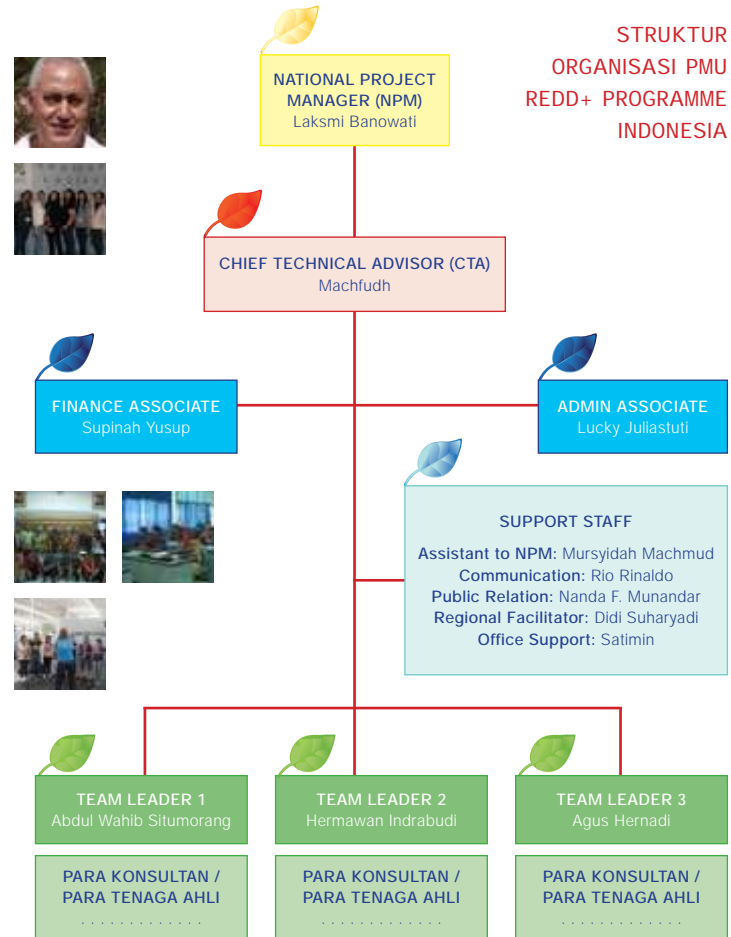 STRUKTUR
ORGANISASI PMU
REDD+ PROGRAMME
INDONESIA
NATIONAL PROJECT
MANAGER (NPM)
Laksmi Banowati
CHIEF TECHNICAL ADVISOR (CTA)
Machfudh
FINANCE ASSOCIATE
Supinah Yusup
ADMIN ASSOCIATE
Lucky Juliastuti
SUPPORT STAFF
Assistant to NPM: Mursyidah Machmud
Communication: Rio Rinaldo
Public Relation: Nanda F. Munandar
Regional Facilitator: Didi Suharyadi
Office Support: Satimin
TEAM LEADER 1
Abdul Wahib Situmorang
PARA KONSULTAN /
PARA TENAGA AHLI
. . . . . . . . . . . . .
TEAM LEADER 2
Hermawan Indrabudi
PARA KONSULTAN /
PARA TENAGA AHLI
. . . . . . . . . . . . .
TEAM LEADER 3
Agus Hernadi
PARA KONSULTAN /
PARA TENAGA AHLI
. . . . . . . . . . . . .